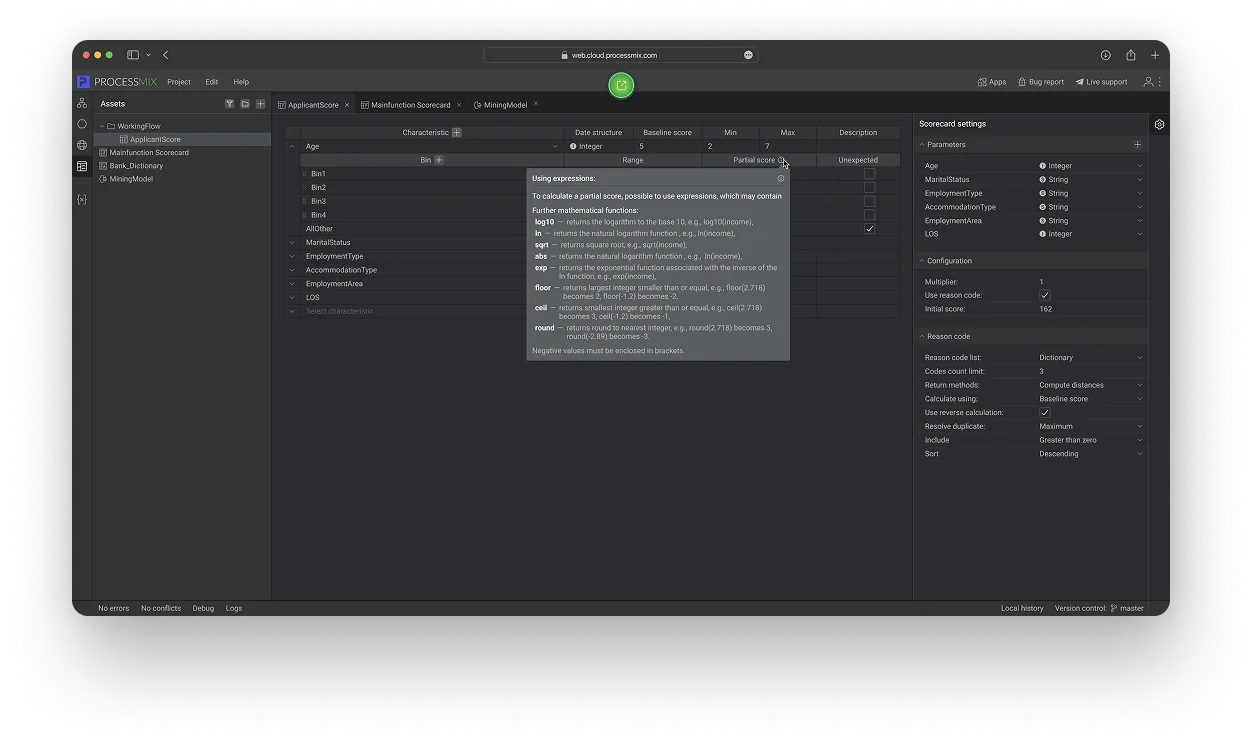 web.cloud.processmix.com
PROCESSMIX Project Edit Help
Apps Bug report Live support
Assets
WorkingFlow
ApplicantScore
Mainfunction Scorecard
Bank_Dictionary
MiningModel
ApplicantScore Mainfunction Scorecard MiningModel
Characteristic Date structure Baseline score Min Max Description
Age Integer 5 2 7
Bin Range Partial score Unexpected
Bin1
Bin2
Bin3
Bin4
AllOther
MaritalStatus
EmploymentType
AccommodationType
EmploymentArea
LOS
Select characteristic
Using expressions:
To calculate a partial score, possible to use expressions, which may contain
Further mathematical functions:
log10 — returns the logarithm to the base 10, e.g., log10(income),
ln — returns the natural logarithm function , e.g., ln(income),
sqrt — returns square root, e.g., sqrt(income),
abs — returns the natural logarithm function , e.g., ln(income),
exp — returns the exponential function associated with the inverse of the
ln function, e.g., exp(income),
floor — returns largest integer smaller than or equal, e.g., floor(2.718)
becomes 2, floor(-1.2) becomes -2,
ceil — returns smallest integer greater than or equal, e.g., ceil(2.718)
becomes 3, ceil(-1.2) becomes -1,
round — returns round to nearest integer, e.g., round(2.718) becomes 3,
round(-2.89) becomes -3.
Negative values must be enclosed in brackets.
Scorecard settings
Parameters
Age Integer
MaritalStatus String
EmploymentType String
AccommodationType String
EmploymentArea String
LOS Integer
Configuration
Multiplier: 1
Use reason code:
Initial score: 162
Reason code
Reason code list: Dictionary
Codes count limit: 3
Return methods: Compute distances
Calculate using: Baseline score
Use reverse calculation:
Resolve duplicate: Maximum
Include Greater than zero
Sort Descending
No errors No conflicts Debug Logs
Local history Version control: master